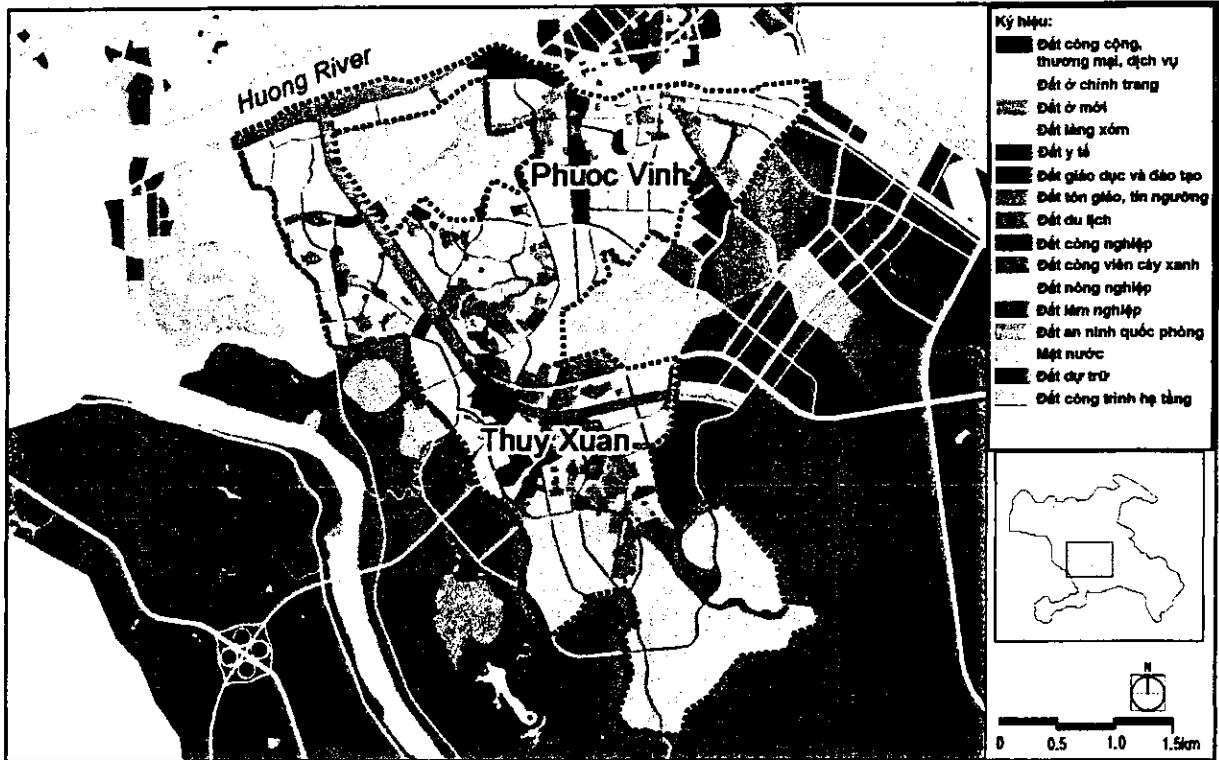 Huong River
Phuoc Vinh
Thuy Xuan
Ký hiệu:
Đất công cộng,
thương mại, dịch vụ
Đất ở chỉnh trang
Đất ở mới
Đất làng xóm
Đất y tế
Đất giáo dục và đào tạo
Đất tôn giáo, tín ngưỡng
Đất du lịch
Đất công nghiệp
Đất công viên cây xanh
Đất nông nghiệp
Đất lâm nghiệp
Đất an ninh quốc phòng
Mặt nước
Đất dự trữ
Đất công trình hạ tầng
N
0 0.5 1.0 1.5km